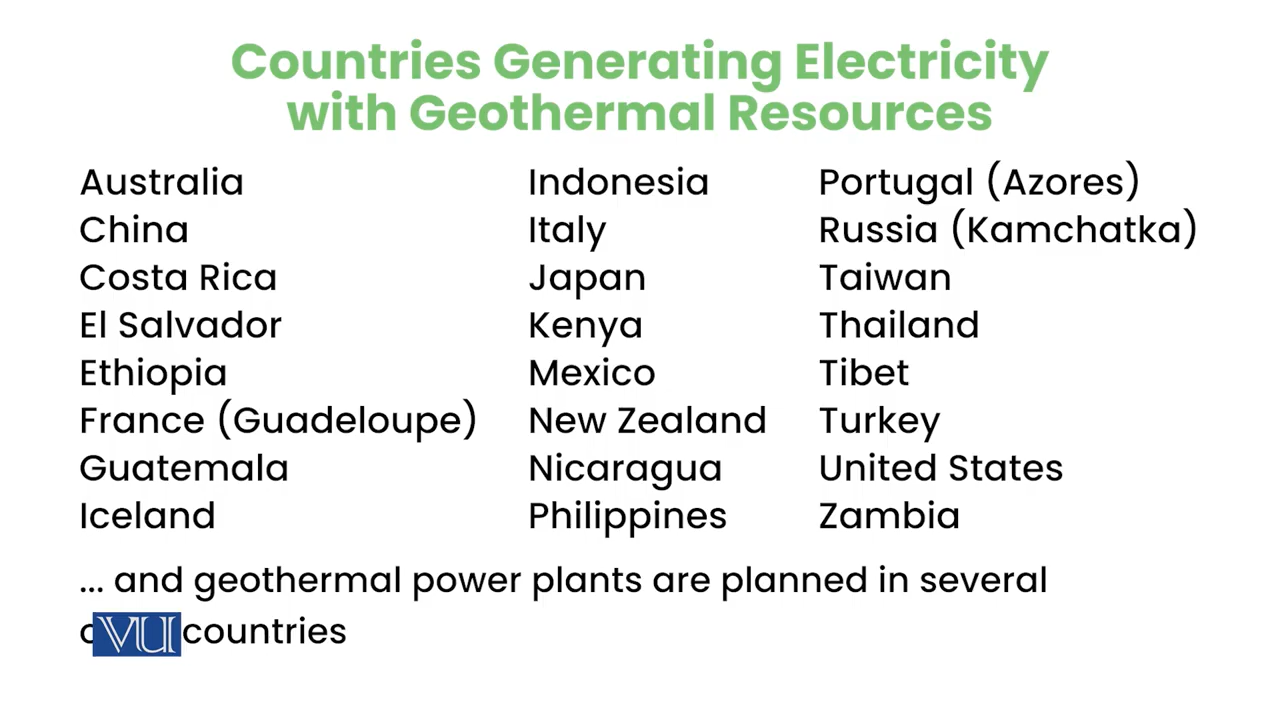 Countries Generating Electricity
with Geothermal Resources
Australia
China
Costa Rica
El Salvador
Ethiopia
France (Guadeloupe)
Guatemala
Iceland
Indonesia
Italy
Japan
Kenya
Mexico
New Zealand
Nicaragua
Philippines
Portugal (Azores)
Russia (Kamchatka)
Taiwan
Thailand
Tibet
Turkey
United States
Zambia
... and geothermal power plants are planned in several
VU countries